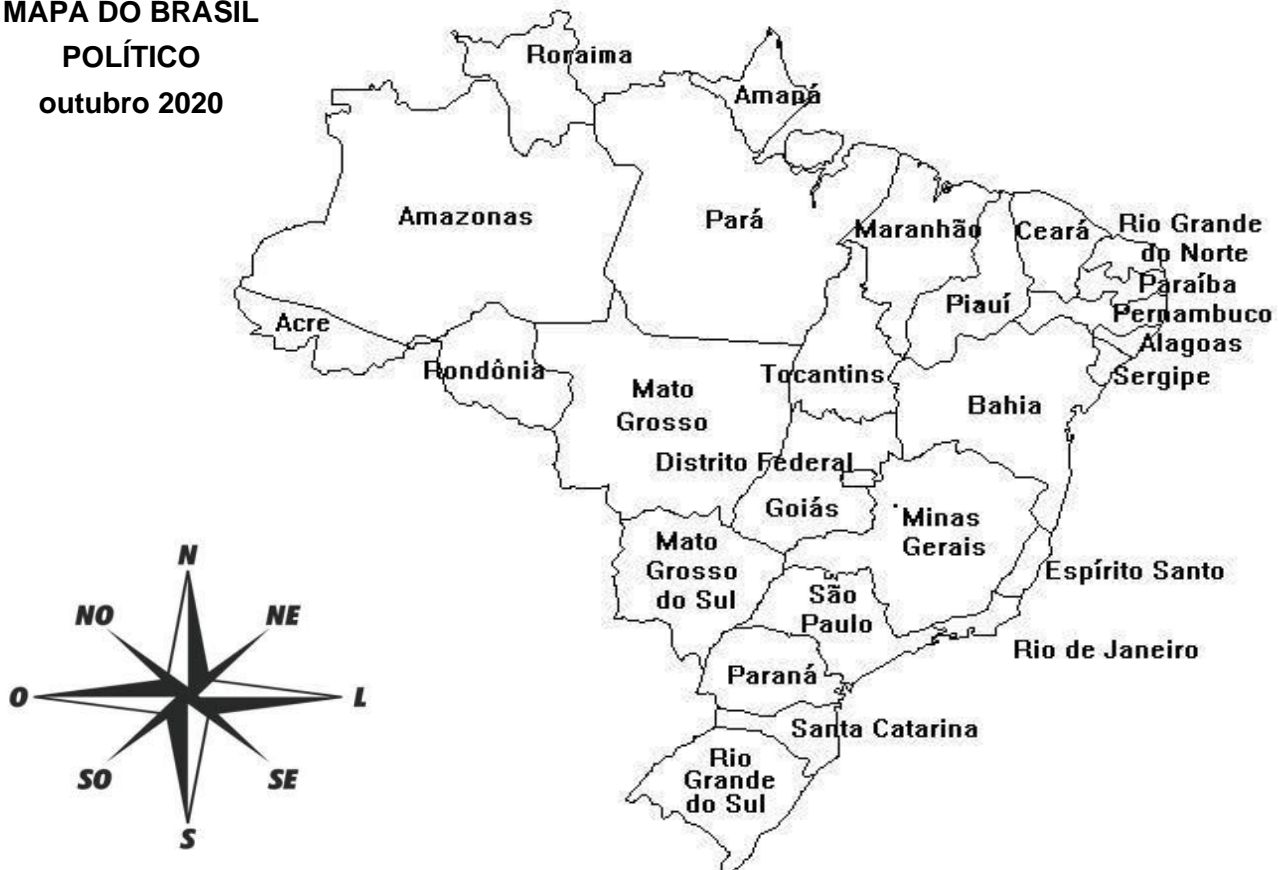 MAPA DO BRASIL
POLÍTICO
outubro 2020
Roraima
Amapá
Amazonas
Pará
Maranhão
Ceará
Rio Grande
do Norte
Paraíba
Piauí
Pernambuco
Acre
Alagoas
Rondônia
Tocantins
Sergipe
Mato
Grosso
Bahia
Distrito Federal
Goiás
Minas
Gerais
Mato
Grosso
do Sul
Espírito Santo
São
Paulo
Rio de Janeiro
Paraná
Santa Catarina
Rio
Grande
do Sul
N
NO
NE
O
L
SO
SE
S